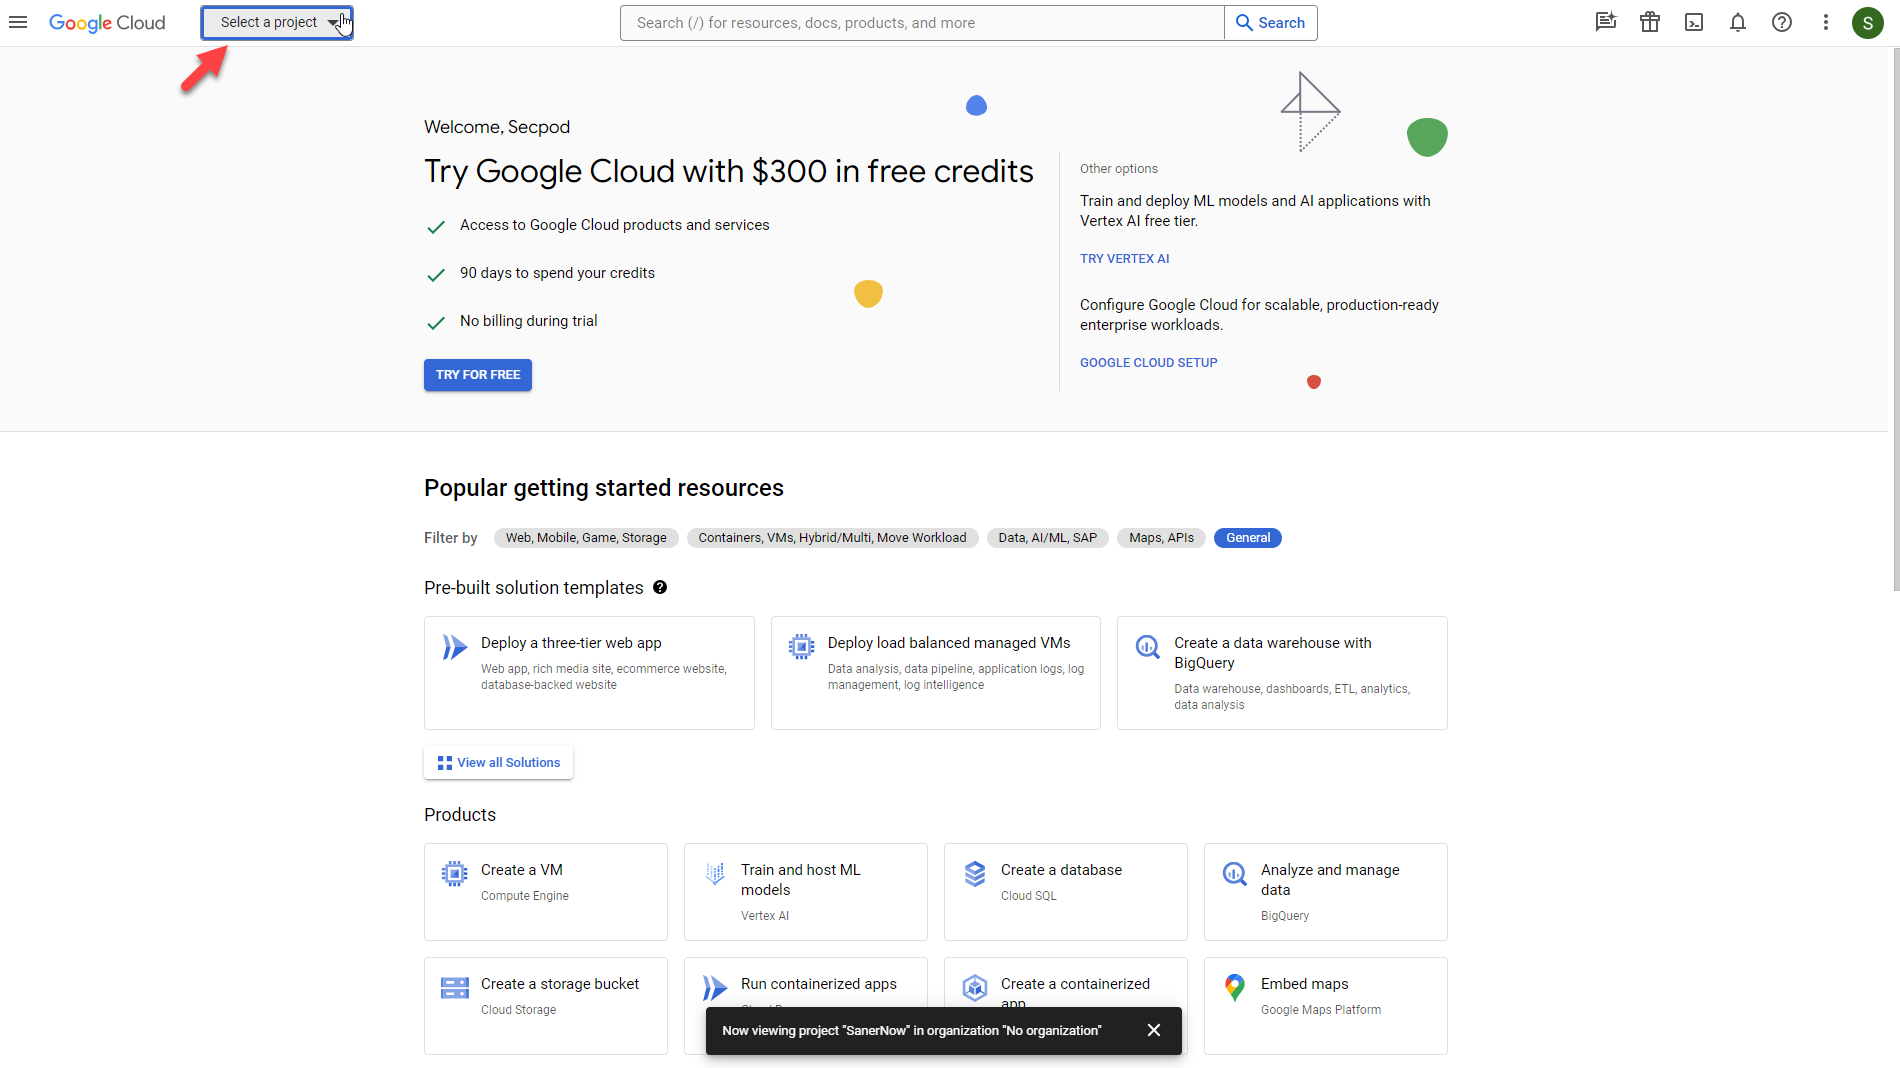 Google Cloud
Select a project
Search (/) for resources, docs, products, and more
Search
S
Welcome, Secpod
Try Google Cloud with $300 in free credits
Access to Google Cloud products and services
90 days to spend your credits
No billing during trial
TRY FOR FREE
Other options
Train and deploy ML models and AI applications with
Vertex AI free tier.
TRY VERTEX AI
Configure Google Cloud for scalable, production-ready
enterprise workloads.
GOOGLE CLOUD SETUP
Popular getting started resources
Filter by
Web, Mobile, Game, Storage
Containers, VMs, Hybrid/Multi, Move Workload
Data, AI/ML, SAP
Maps, APIs
General
Pre-built solution templates
Deploy a three-tier web app
Web app, rich media site, ecommerce website,
database-backed website
Deploy load balanced managed VMs
Data analysis, data pipeline, application logs, log
management, log intelligence
Create a data warehouse with
BigQuery
Data warehouse, dashboards, ETL, analytics,
data analysis
View all Solutions
Products
Create a VM
Compute Engine
Train and host ML
models
Vertex AI
Create a database
Cloud SQL
Analyze and manage
data
BigQuery
Create a storage bucket
Cloud Storage
Run containerized apps
Create a containerized
app
Embed maps
Google Maps Platform
Now viewing project "SanerNow" in organization "No organization"